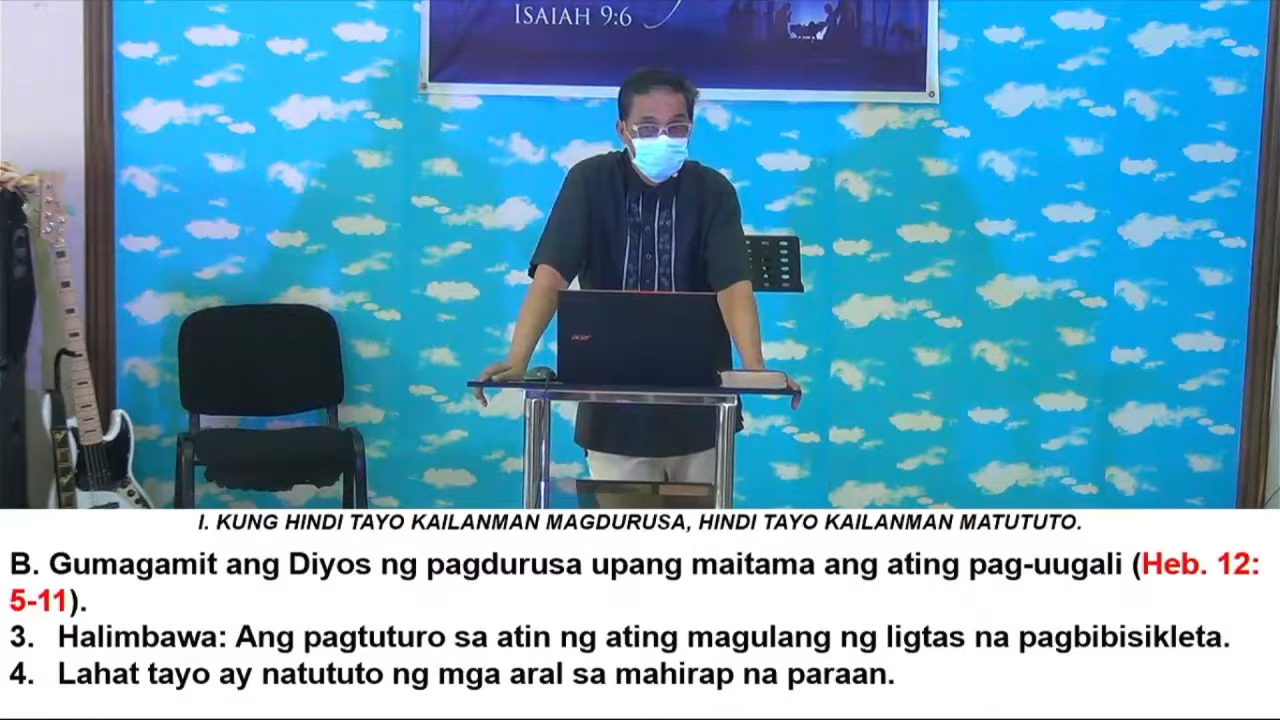 ISAIAH 9:6
acer
I. KUNG HINDI TAYO KAILANMAN MAGDURUSA, HINDI TAYO KAILANMAN MATUTUTO.
B. Gumagamit ang Diyos ng pagdurusa upang maitama ang ating pag-uugali (Heb. 12:
5-11).
3. Halimbawa: Ang pagtuturo sa atin ng ating magulang ng ligtas na pagbibisikleta.
4. Lahat tayo ay natututo ng mga aral sa mahirap na paraan.